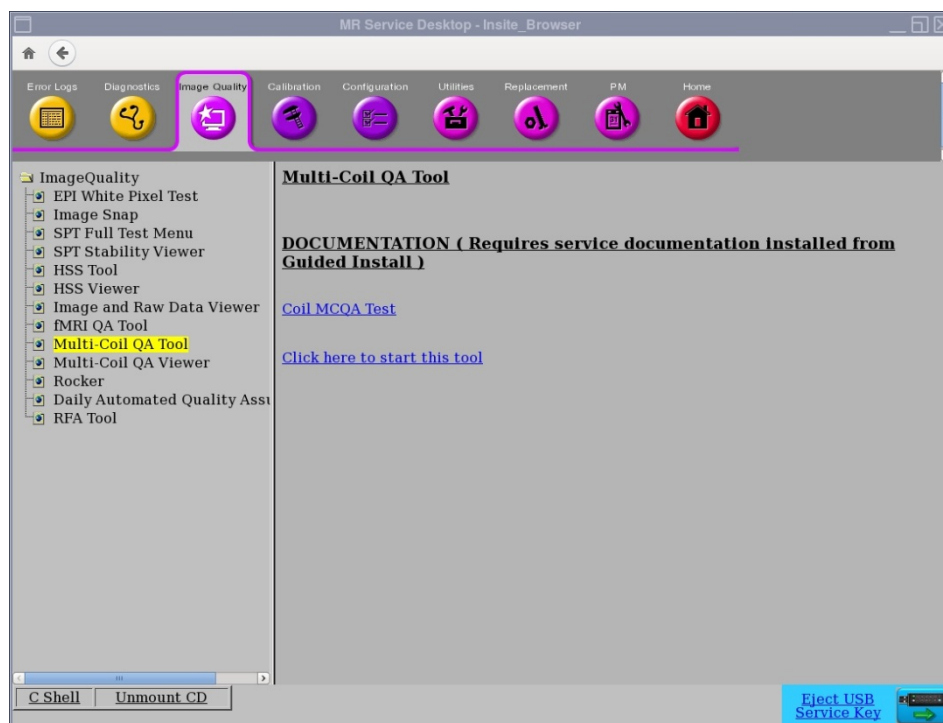 MR Service Desktop - Insite_Browser
Error Logs
Diagnostics
Image Quality
Calibration
Configuration
Utilities
Replacement
PM
Home
ImageQuality
EPI White Pixel Test
Image Snap
SPT Full Test Menu
SPT Stability Viewer
HSS Tool
HSS Viewer
Image and Raw Data Viewer
fMRI QA Tool
Multi-Coil QA Tool
Multi-Coil QA Viewer
Rocker
Daily Automated Quality Assu
RFA Tool
Multi-Coil QA Tool
DOCUMENTATION ( Requires service documentation installed from
Guided Install )
Coil MCQA Test
Click here to start this tool
C Shell
Unmount CD
Eject USB
Service Key